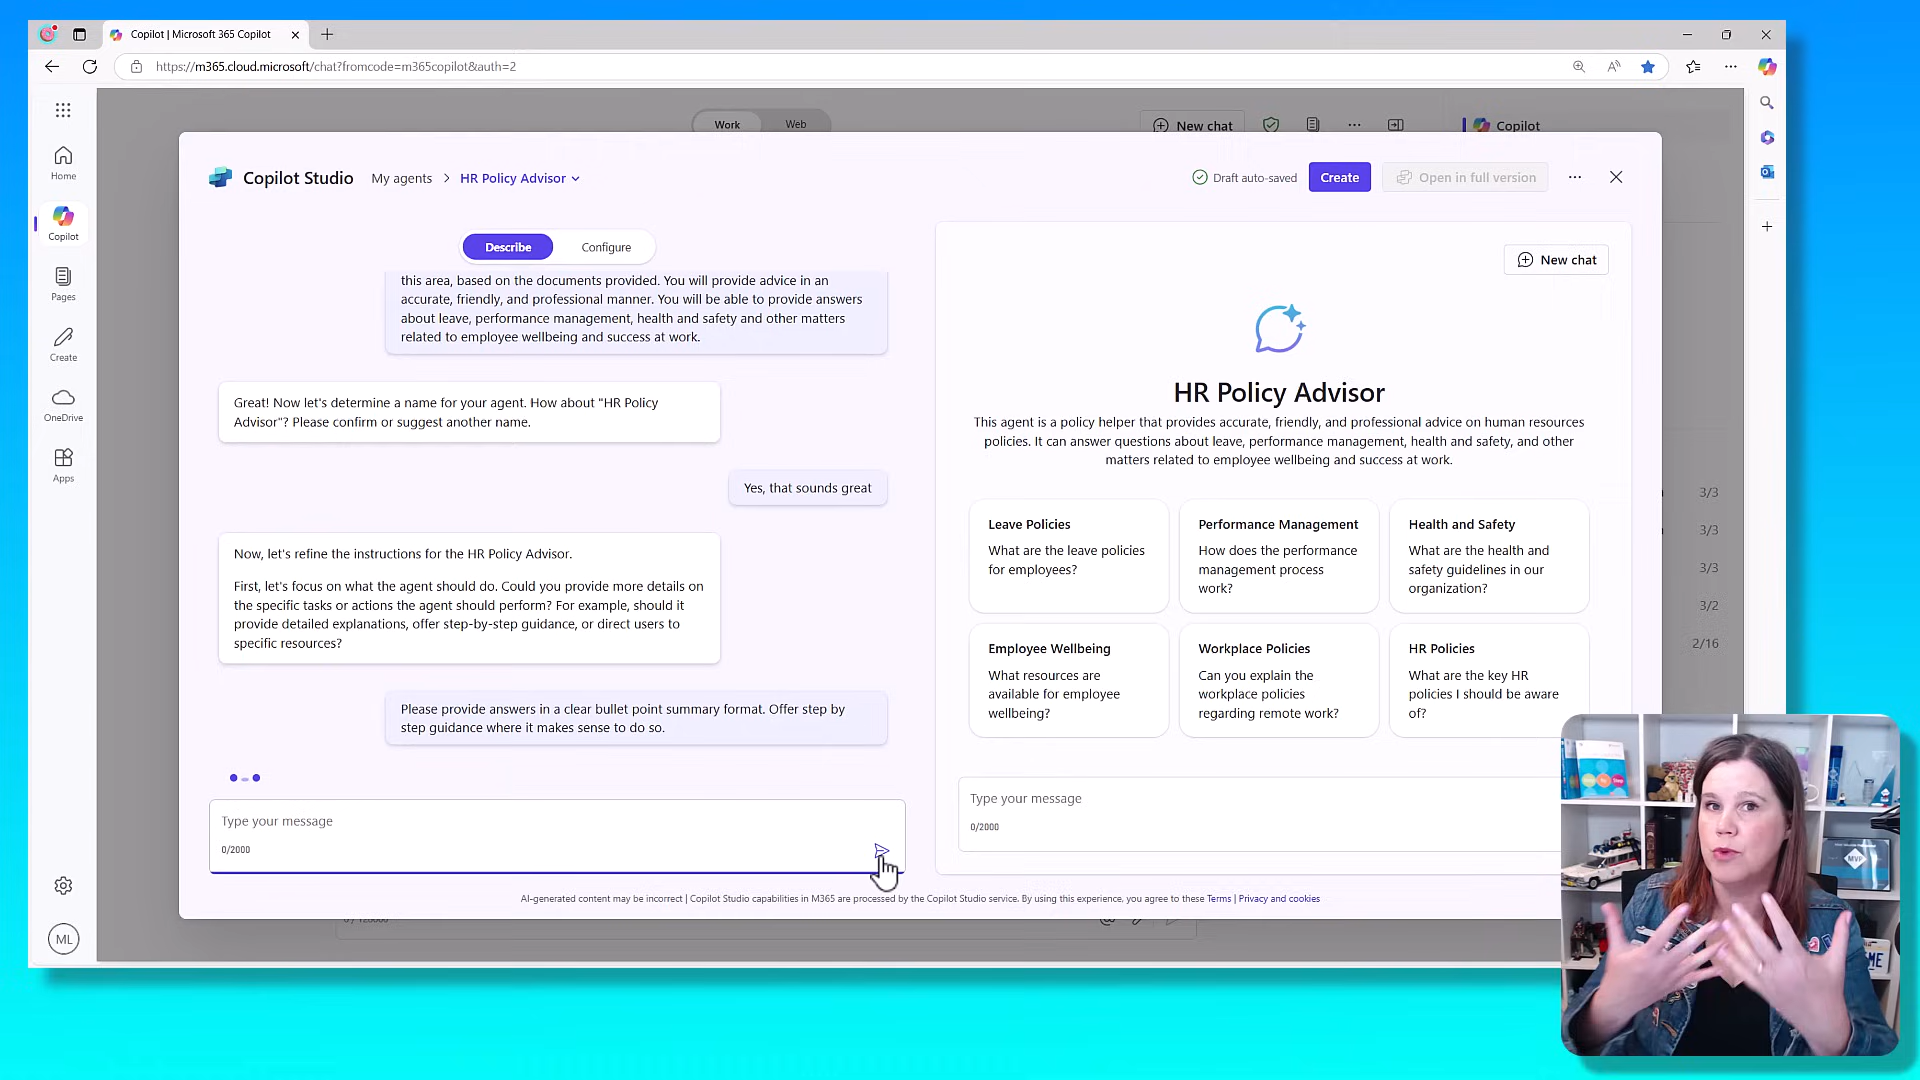 Copilot | Microsoft 365 Copilot
https://m365.cloud.microsoft/chat?fromcode=m365copilot&auth=2
Work
Web
New chat
Copilot
Home
Copilot
Pages
Create
OneDrive
Apps
ML
Copilot Studio
My agents
HR Policy Advisor
Draft auto-saved
Create
Open in full version
Describe
Configure
this area, based on the documents provided. You will provide advice in an
accurate, friendly, and professional manner. You will be able to provide answers
about leave, performance management, health and safety and other matters
related to employee wellbeing and success at work.
Great! Now let's determine a name for your agent. How about "HR Policy
Advisor"? Please confirm or suggest another name.
Yes, that sounds great
Now, let's refine the instructions for the HR Policy Advisor.
First, let's focus on what the agent should do. Could you provide more details on
the specific tasks or actions the agent should perform? For example, should it
provide detailed explanations, offer step-by-step guidance, or direct users to
specific resources?
Please provide answers in a clear bullet point summary format. Offer step by
step guidance where it makes sense to do so.
Type your message
0/2000
New chat
HR Policy Advisor
This agent is a policy helper that provides accurate, friendly, and professional advice on human resources
policies. It can answer questions about leave, performance management, health and safety, and other
matters related to employee wellbeing and success at work.
Leave Policies
What are the leave policies
for employees?
Performance Management
How does the performance
management process
work?
Health and Safety
What are the health and
safety guidelines in our
organization?
Employee Wellbeing
What resources are
available for employee
wellbeing?
Workplace Policies
Can you explain the
workplace policies
regarding remote work?
HR Policies
What are the key HR
policies I should be aware
of?
Type your message
0/2000
3/3
3/3
3/3
3/2
2/16
AI-generated content may be incorrect | Copilot Studio capabilities in M365 are processed by the Copilot Studio service. By using this experience, you agree to these Terms | Privacy and cookies
MVP